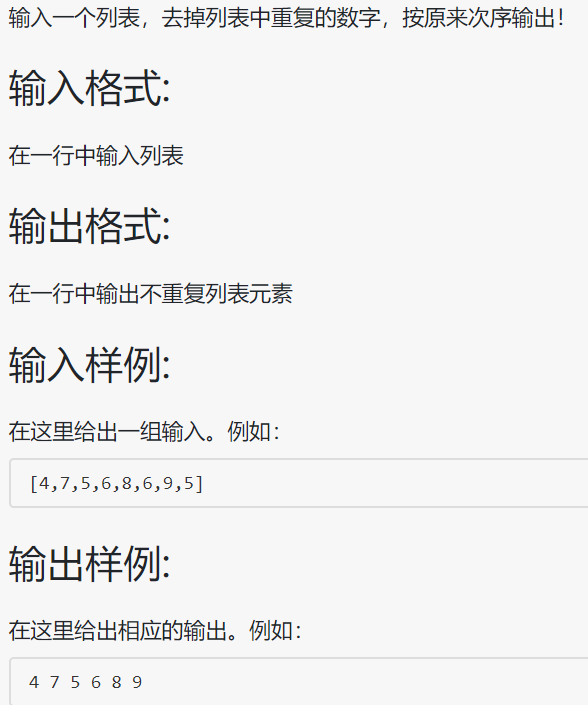 输入一个列表，去掉列表中重复的数字，按原来次序输出！
输入格式:
在一行中输入列表
输出格式:
在一行中输出不重复列表元素
输入样例:
在这里给出一组输入。例如：
[4,7,5,6,8,6,9,5]
输出样例:
在这里给出相应的输出。例如：
4 7 5 6 8 9